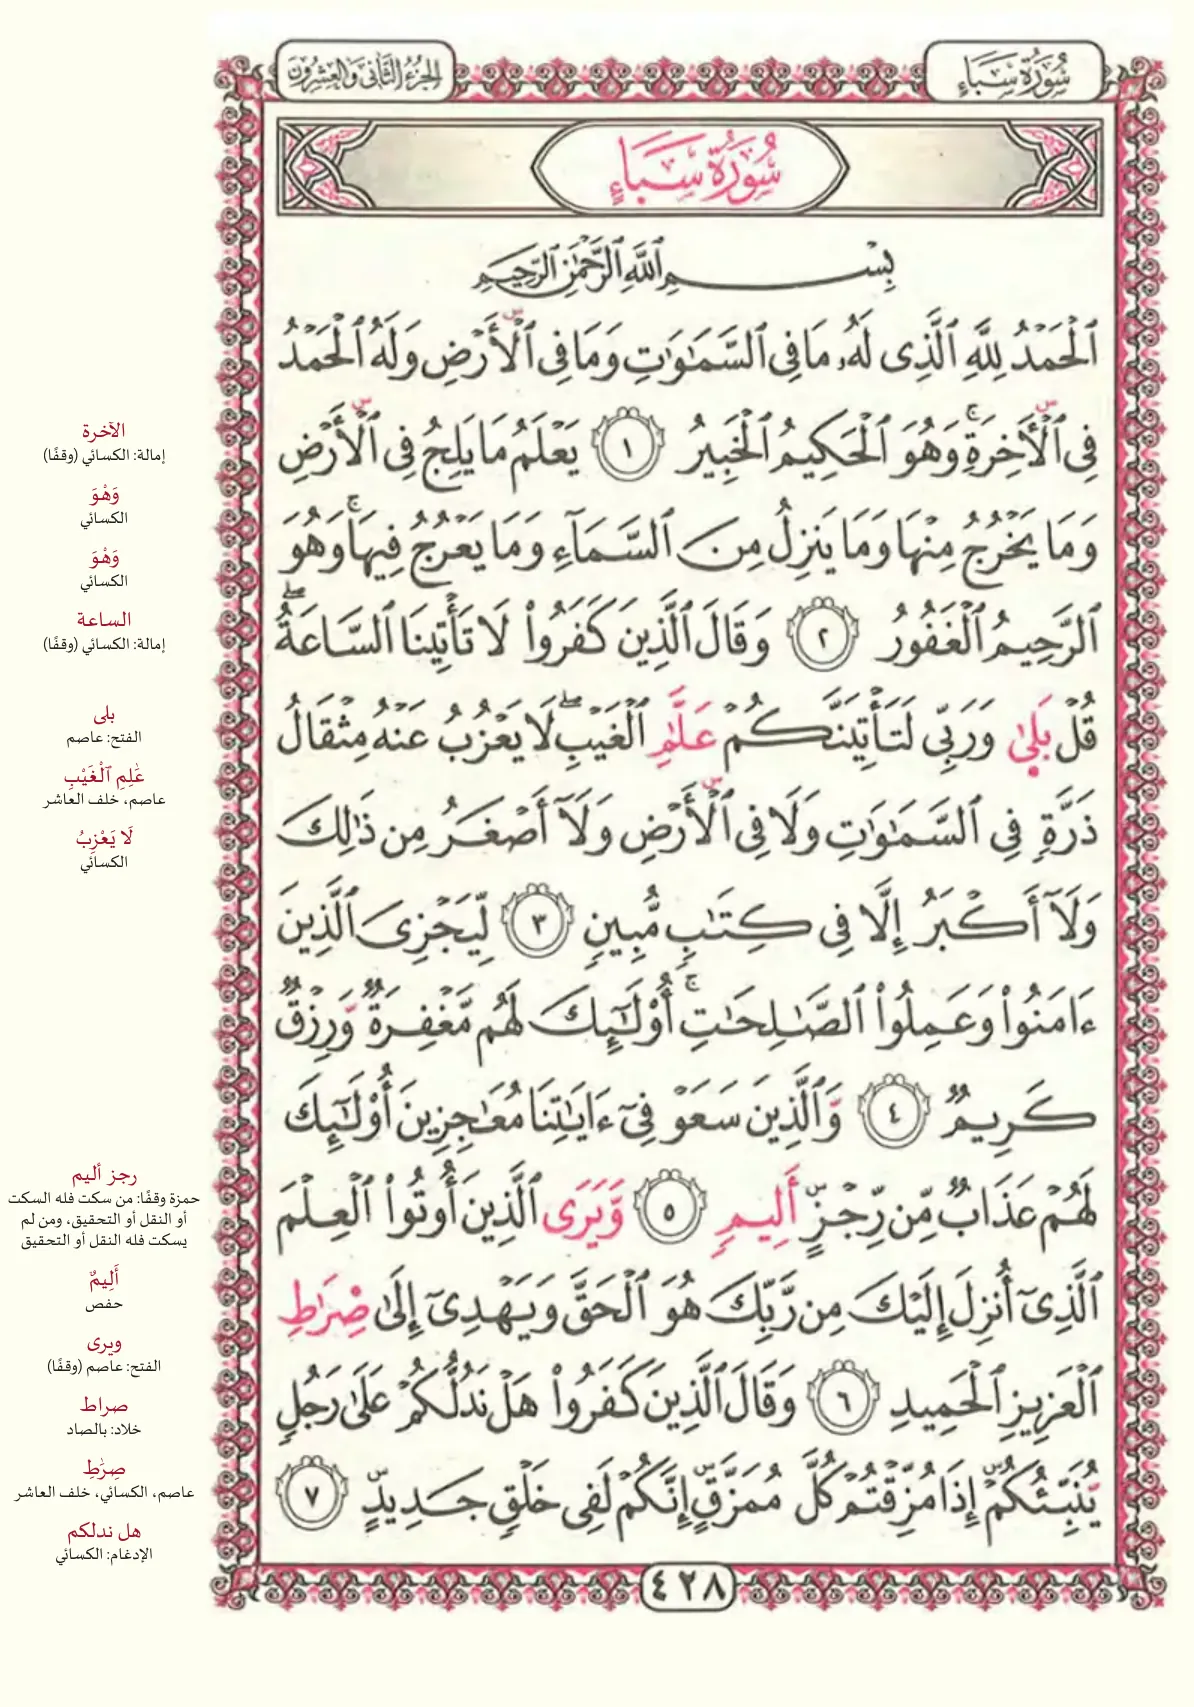 سُورَةُ سَبَإٍ
الجُزْءُ الثَّانِي وَالعِشْرُونَ
سُورَةُ سَبَإٍ
بِسْمِ ٱللَّهِ ٱلرَّحْمَٰنِ ٱلرَّحِيمِ
ٱلْحَمْدُ لِلَّهِ ٱلَّذِى لَهُۥ مَا فِى ٱلسَّمَٰوَٰتِ وَمَا فِى ٱلْأَرْضِ وَلَهُ ٱلْحَمْدُ
فِى ٱلْأَخِرَةِۚ وَهُوَ ٱلْحَكِيمُ ٱلْخَبِيرُ ١ يَعْلَمُ مَا يَلِجُ فِى ٱلْأَرْضِ
وَمَا يَخْرُجُ مِنْهَا وَمَا يَنزِلُ مِنَ ٱلسَّمَآءِ وَمَا يَعْرُجُ فِيهَاۚ وَهُوَ
ٱلرَّحِيمُ ٱلْغَفُورُ ٢ وَقَالَ ٱلَّذِينَ كَفَرُوا۟ لَا تَأْتِينَا ٱلسَّاعَةُۖ
قُلْ بَلَىٰ وَرَبِّى لَتَأْتِيَنَّكُمْ عَلَّٰمِ ٱلْغَيْبِۖ لَا يَعْزُبُ عَنْهُ مِثْقَالُ
ذَرَّةٍ فِى ٱلسَّمَٰوَٰتِ وَلَا فِى ٱلْأَرْضِ وَلَآ أَصْغَرُ مِن ذَٰلِكَ
وَلَآ أَكْبَرُ إِلَّا فِى كِتَٰبٍ مُّبِينٍ ٣ لِّيَجْزِىَ ٱلَّذِينَ
ءَامَنُوا۟ وَعَمِلُوا۟ ٱلصَّٰلِحَٰتِۚ أُو۟لَٰٓئِكَ لَهُم مَّغْفِرَةٌ وَرِزْقٌ
كَرِيمٌ ٤ وَٱلَّذِينَ سَعَوْ فِىٓ ءَايَٰتِنَا مُعَٰجِزِينَ أُو۟لَٰٓئِكَ
لَهُمْ عَذَابٌ مِّن رِّجْزٍ أَلِيمٍ ٥ وَيَرَى ٱلَّذِينَ أُوتُوا۟ ٱلْعِلْمَ
ٱلَّذِىٓ أُنزِلَ إِلَيْكَ مِن رَّبِّكَ هُوَ ٱلْحَقَّ وَيَهْدِىٓ إِلَىٰ صِرَٰطِ
ٱلْعَزِيزِ ٱلْحَمِيدِ ٦ وَقَالَ ٱلَّذِينَ كَفَرُوا۟ هَلْ نَدُلُّكُمْ عَلَىٰ رَجُلٍ
يُنَبِّئُكُمْ إِذَا مُزِّقْتُمْ كُلَّ مُمَزَّقٍ إِنَّكُمْ لَفِى خَلْقٍ جَدِيدٍ ٧
٤٢٨
الآخرة
إمالة: الكسائي (وقفًا)
وَهْوَ
الكسائي
وَهْوَ
الكسائي
الساعة
إمالة: الكسائي (وقفًا)
بلى
الفتح: عاصم
عَٰلِمِ ٱلْغَيْبِ
عاصم، خلف العاشر
لَا يَعْزِبُ
الكسائي
رجز أليم
حمزة وقفًا: من سكت فله السكت
أو النقل أو التحقيق، ومن لم
يسكت فله النقل أو التحقيق
أَلِيمٌ
حفص
ويرى
الفتح: عاصم (وقفًا)
صراط
خلاد: بالصاد
صِرَٰطِ
عاصم، الكسائي، خلف العاشر
هل ندلكم
الإدغام: الكسائي